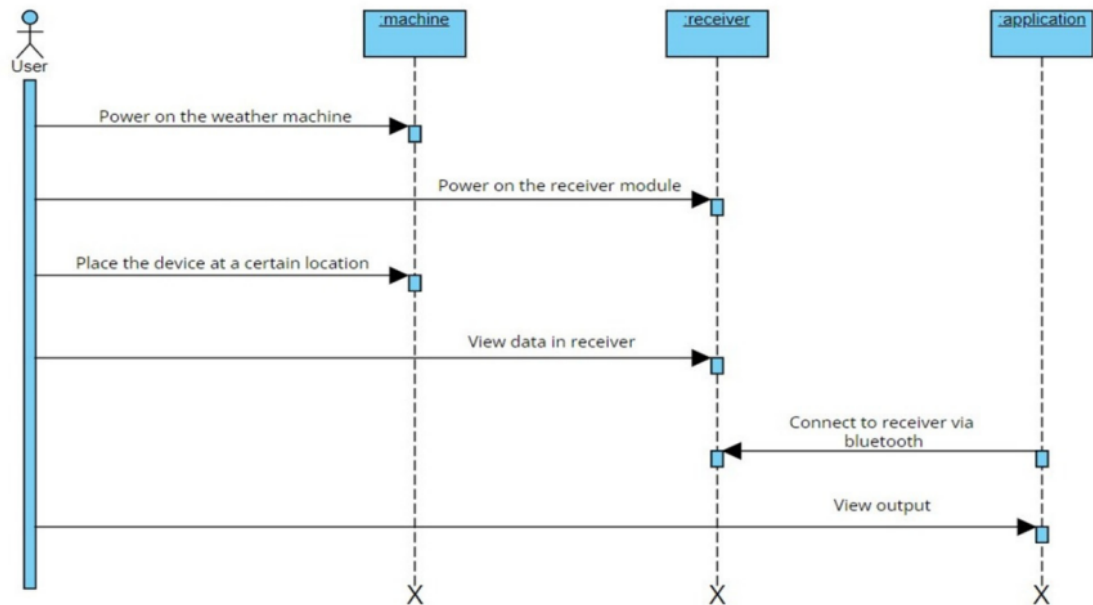 :machine
:receiver
:application
User
Power on the weather machine
Power on the receiver module
Place the device at a certain location
View data in receiver
Connect to receiver via
bluetooth
View output
X
X
X